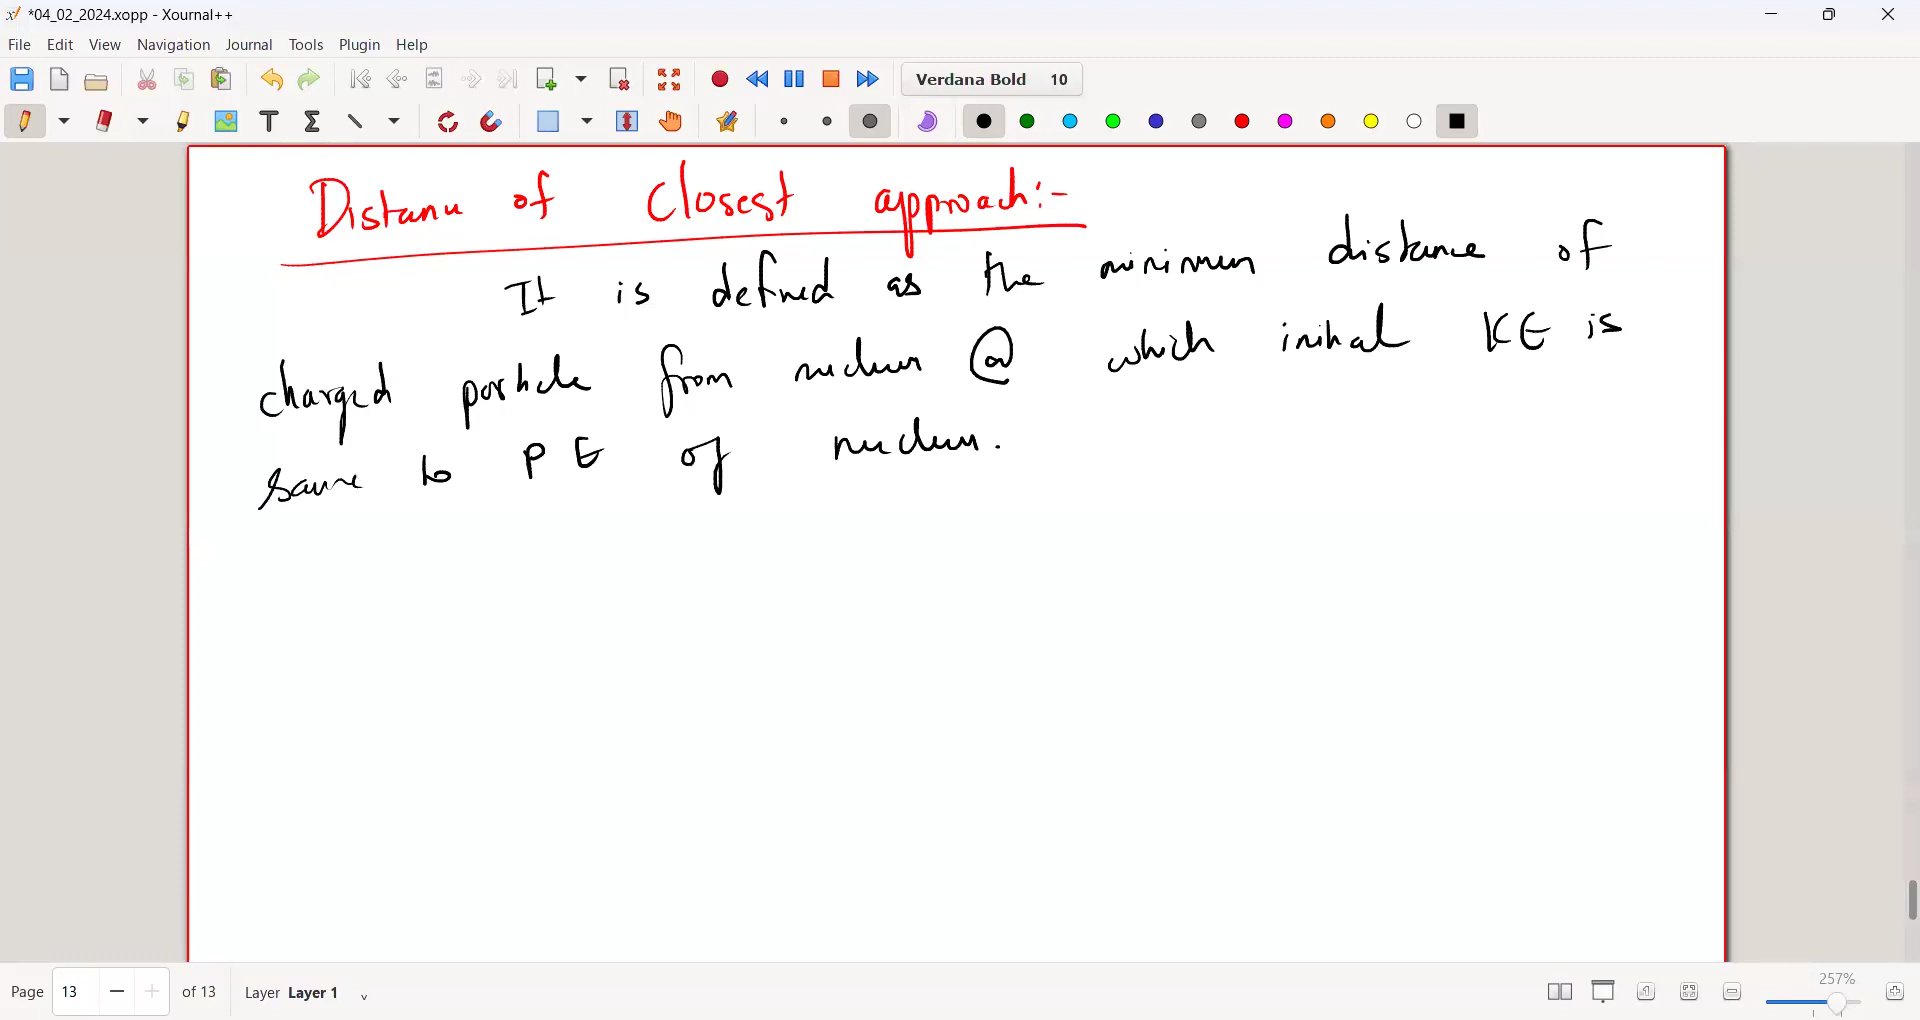 *04_02_2024.xopp - Xournal++
File Edit View Navigation Journal Tools Plugin Help
Verdana Bold 10
Distance of Closest approach:-
It is defined as the minimum distance of
charged particle from nucleus @ which initial KE is
same to PE of nucleus.
Page 13 of 13 Layer Layer 1 257%